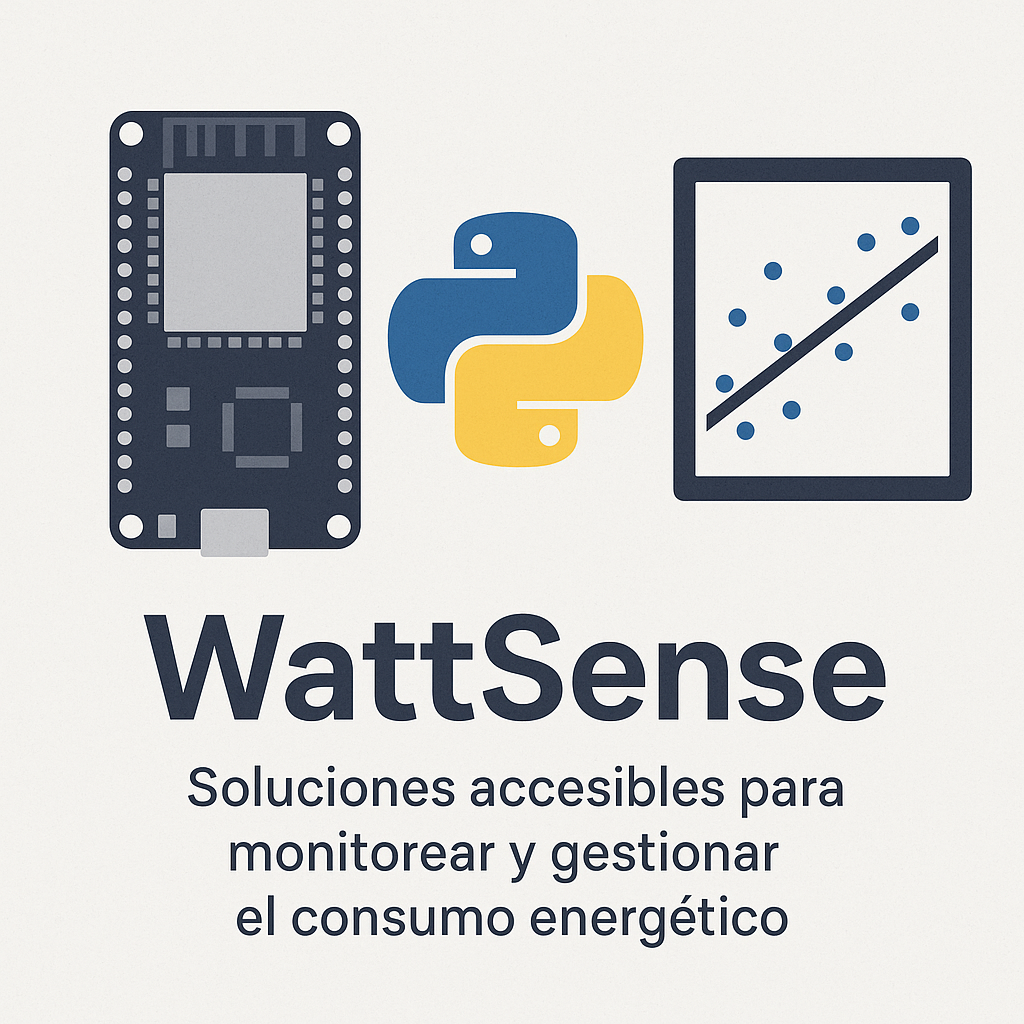 WattSense
Soluciones accesibles para
monitorear y gestionar
el consumo energético